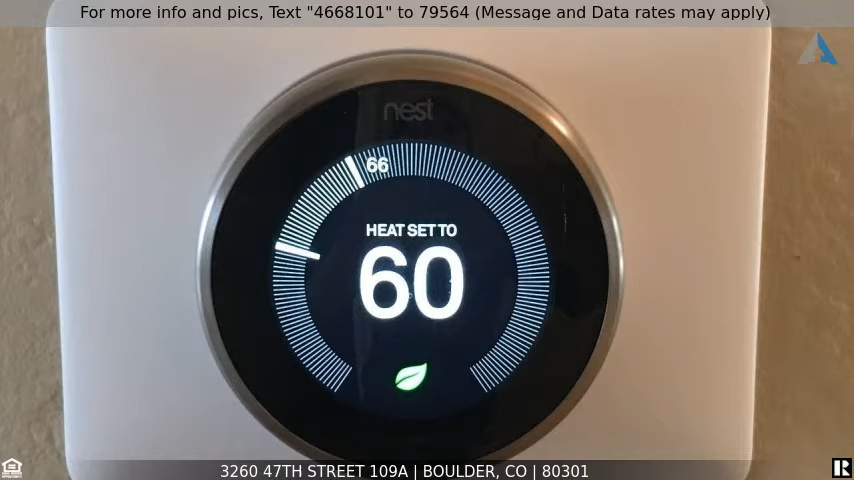 For more info and pics, Text "4668101" to 79564 (Message and Data rates may apply)
nest
66
HEAT SET TO
60
3260 47TH STREET 109A | BOULDER, CO | 80301